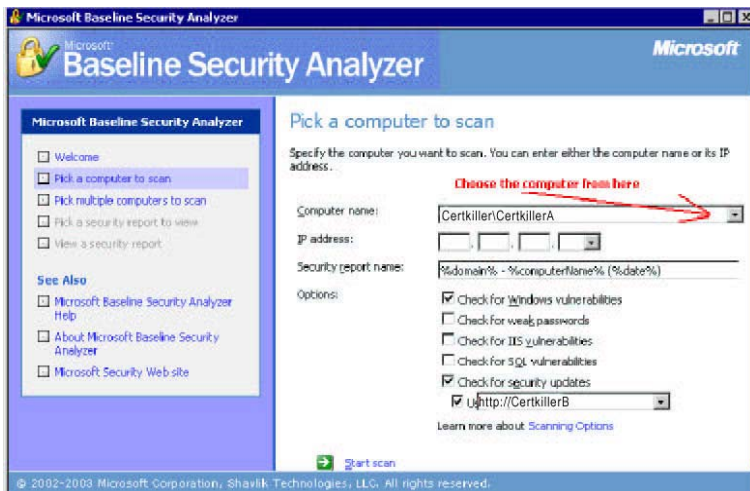 Microsoft Baseline Security Analyzer
Microsoft
Baseline Security Analyzer
Microsoft
Microsoft Baseline Security Analyzer
Welcome
Pick a computer to scan
Pick multiple computers to scan
Pick a security report to view
View a security report
See Also
Microsoft Baseline Security Analyzer
Help
About Microsoft Baseline Security
Analyzer
Microsoft Security Web site
Pick a computer to scan
Specify the computer you want to scan. You can enter either the computer name or its IP
address.
Choose the computer from here
Computer name:
Certkiller\CertkillerA
IP address:
. . .
Security report name:
%domain% - %computerName% (%date%)
Options:
Check for Windows vulnerabilities
Check for weak passwords
Check for IIS vulnerabilities
Check for SQL vulnerabilities
Check for security updates
http://CertkillerB
Learn more about Scanning Options
Start scan
© 2002-2003 Microsoft Corporation, Shavlik Technologies, LLC. All rights reserved.